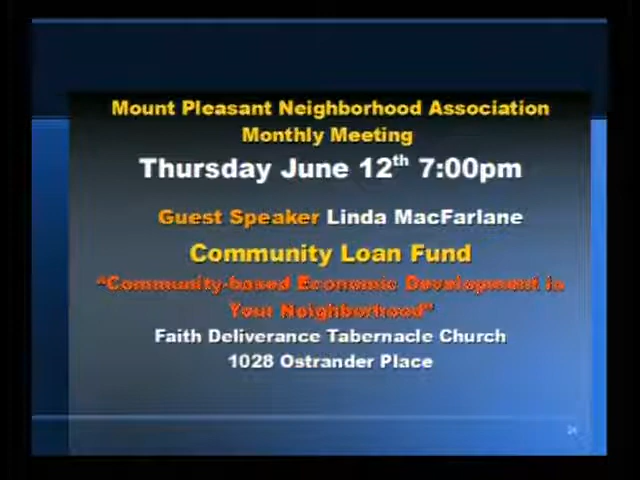 Mount Pleasant Neighborhood Association
Monthly Meeting
Thursday June 12th 7:00pm
Guest Speaker Linda MacFarlane
Community Loan Fund
"Community-based Economic Development in
Your Neighborhood"
Faith Deliverance Tabernacle Church
1028 Ostrander Place